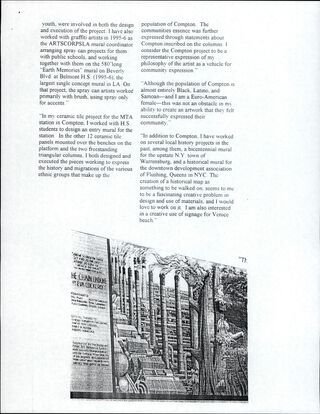 youth, were involved in both the design
and execution of the project. I have also
worked with graffiti artists in 1995-6 as
the ARTSCORPSLA mural coordinator
arranging spray can projects for them
with public schools, and working
together with them on the 580' long
"Earth Memories" mural on Beverly
Blvd at Belmont H.S. (1995-6), the
largest single concept mural in LA. On
that project, the spray can artists worked
primarily with brush, using spray only
for accents."
"In my ceramic tile project for the MTA
station in Compton, I worked with H.S.
students to design an entry mural for the
station. In the other 12 ceramic tile
panels mounted over the benches on the
platform and the two freestanding
triangular columns, I both designed and
executed the pieces working to express
the history and migrations of the various
ethnic groups that make up the
population of Compton. The
communities essence was further
expressed through statements about
Compton inscribed on the columns. I
consider the Compton project to be a
representative expression of my
philosophy of the artist as a vehicle for
community expression."
"Although the population of Compton is
almost entirely Black, Latino, and
Samoan—and I am a Euro-American
female—this was not an obstacle in my
ability to create an artwork that they felt
successfully expressed their
community."
"In addition to Compton, I have worked
on several local history projects in the
past, among them, a bicentennial mural
for the upstate N.Y. town of
Warrensburg, and a historical mural for
the downtown development association
of Flushing, Queens in NYC. The
creation of a historical map as
something to be walked on, seems to me
to be a fascinating creative problem in
design and use of materials, and I would
love to work on it. I am also interested
in a creative use of signage for Venice
beach."